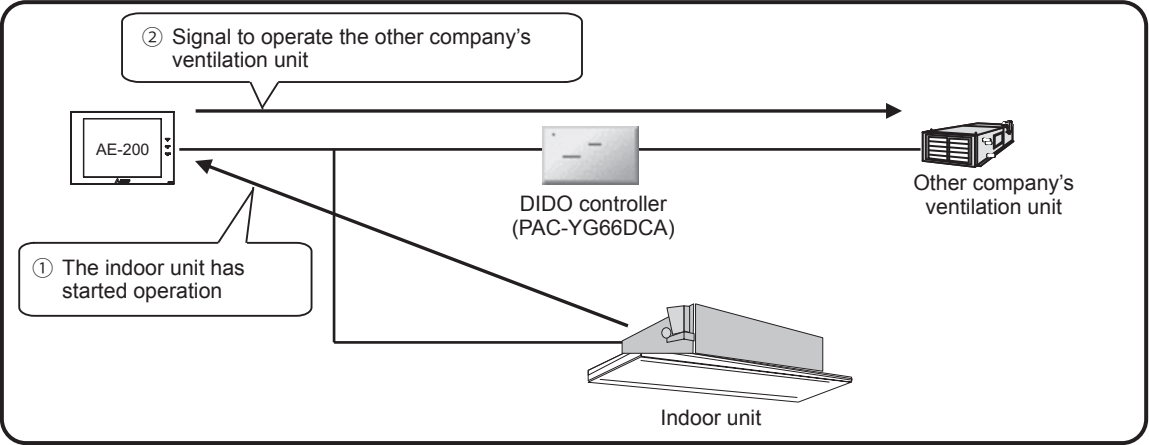 ② Signal to operate the other company's
ventilation unit
AE-200
DIDO controller
(PAC-YG66DCA)
Other company's
ventilation unit
① The indoor unit has
started operation
Indoor unit